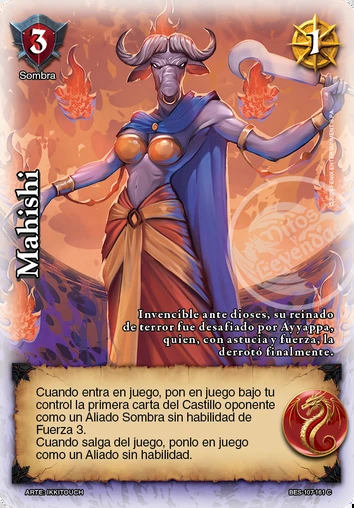 3
Sombra
1
Mahishi
Invencible ante dioses, su reinado
de terror fue desafiado por Ayyappa,
quien, con astucia y fuerza, la
derrotó finalmente.
Cuando entra en juego, pon en juego bajo tu
control la primera carta del Castillo oponente
como un Aliado Sombra sin habilidad de
Fuerza 3.
Cuando salga del juego, ponlo en juego
como un Aliado sin habilidad.
ARTE: IKKITOUCH
BES-107-161 C